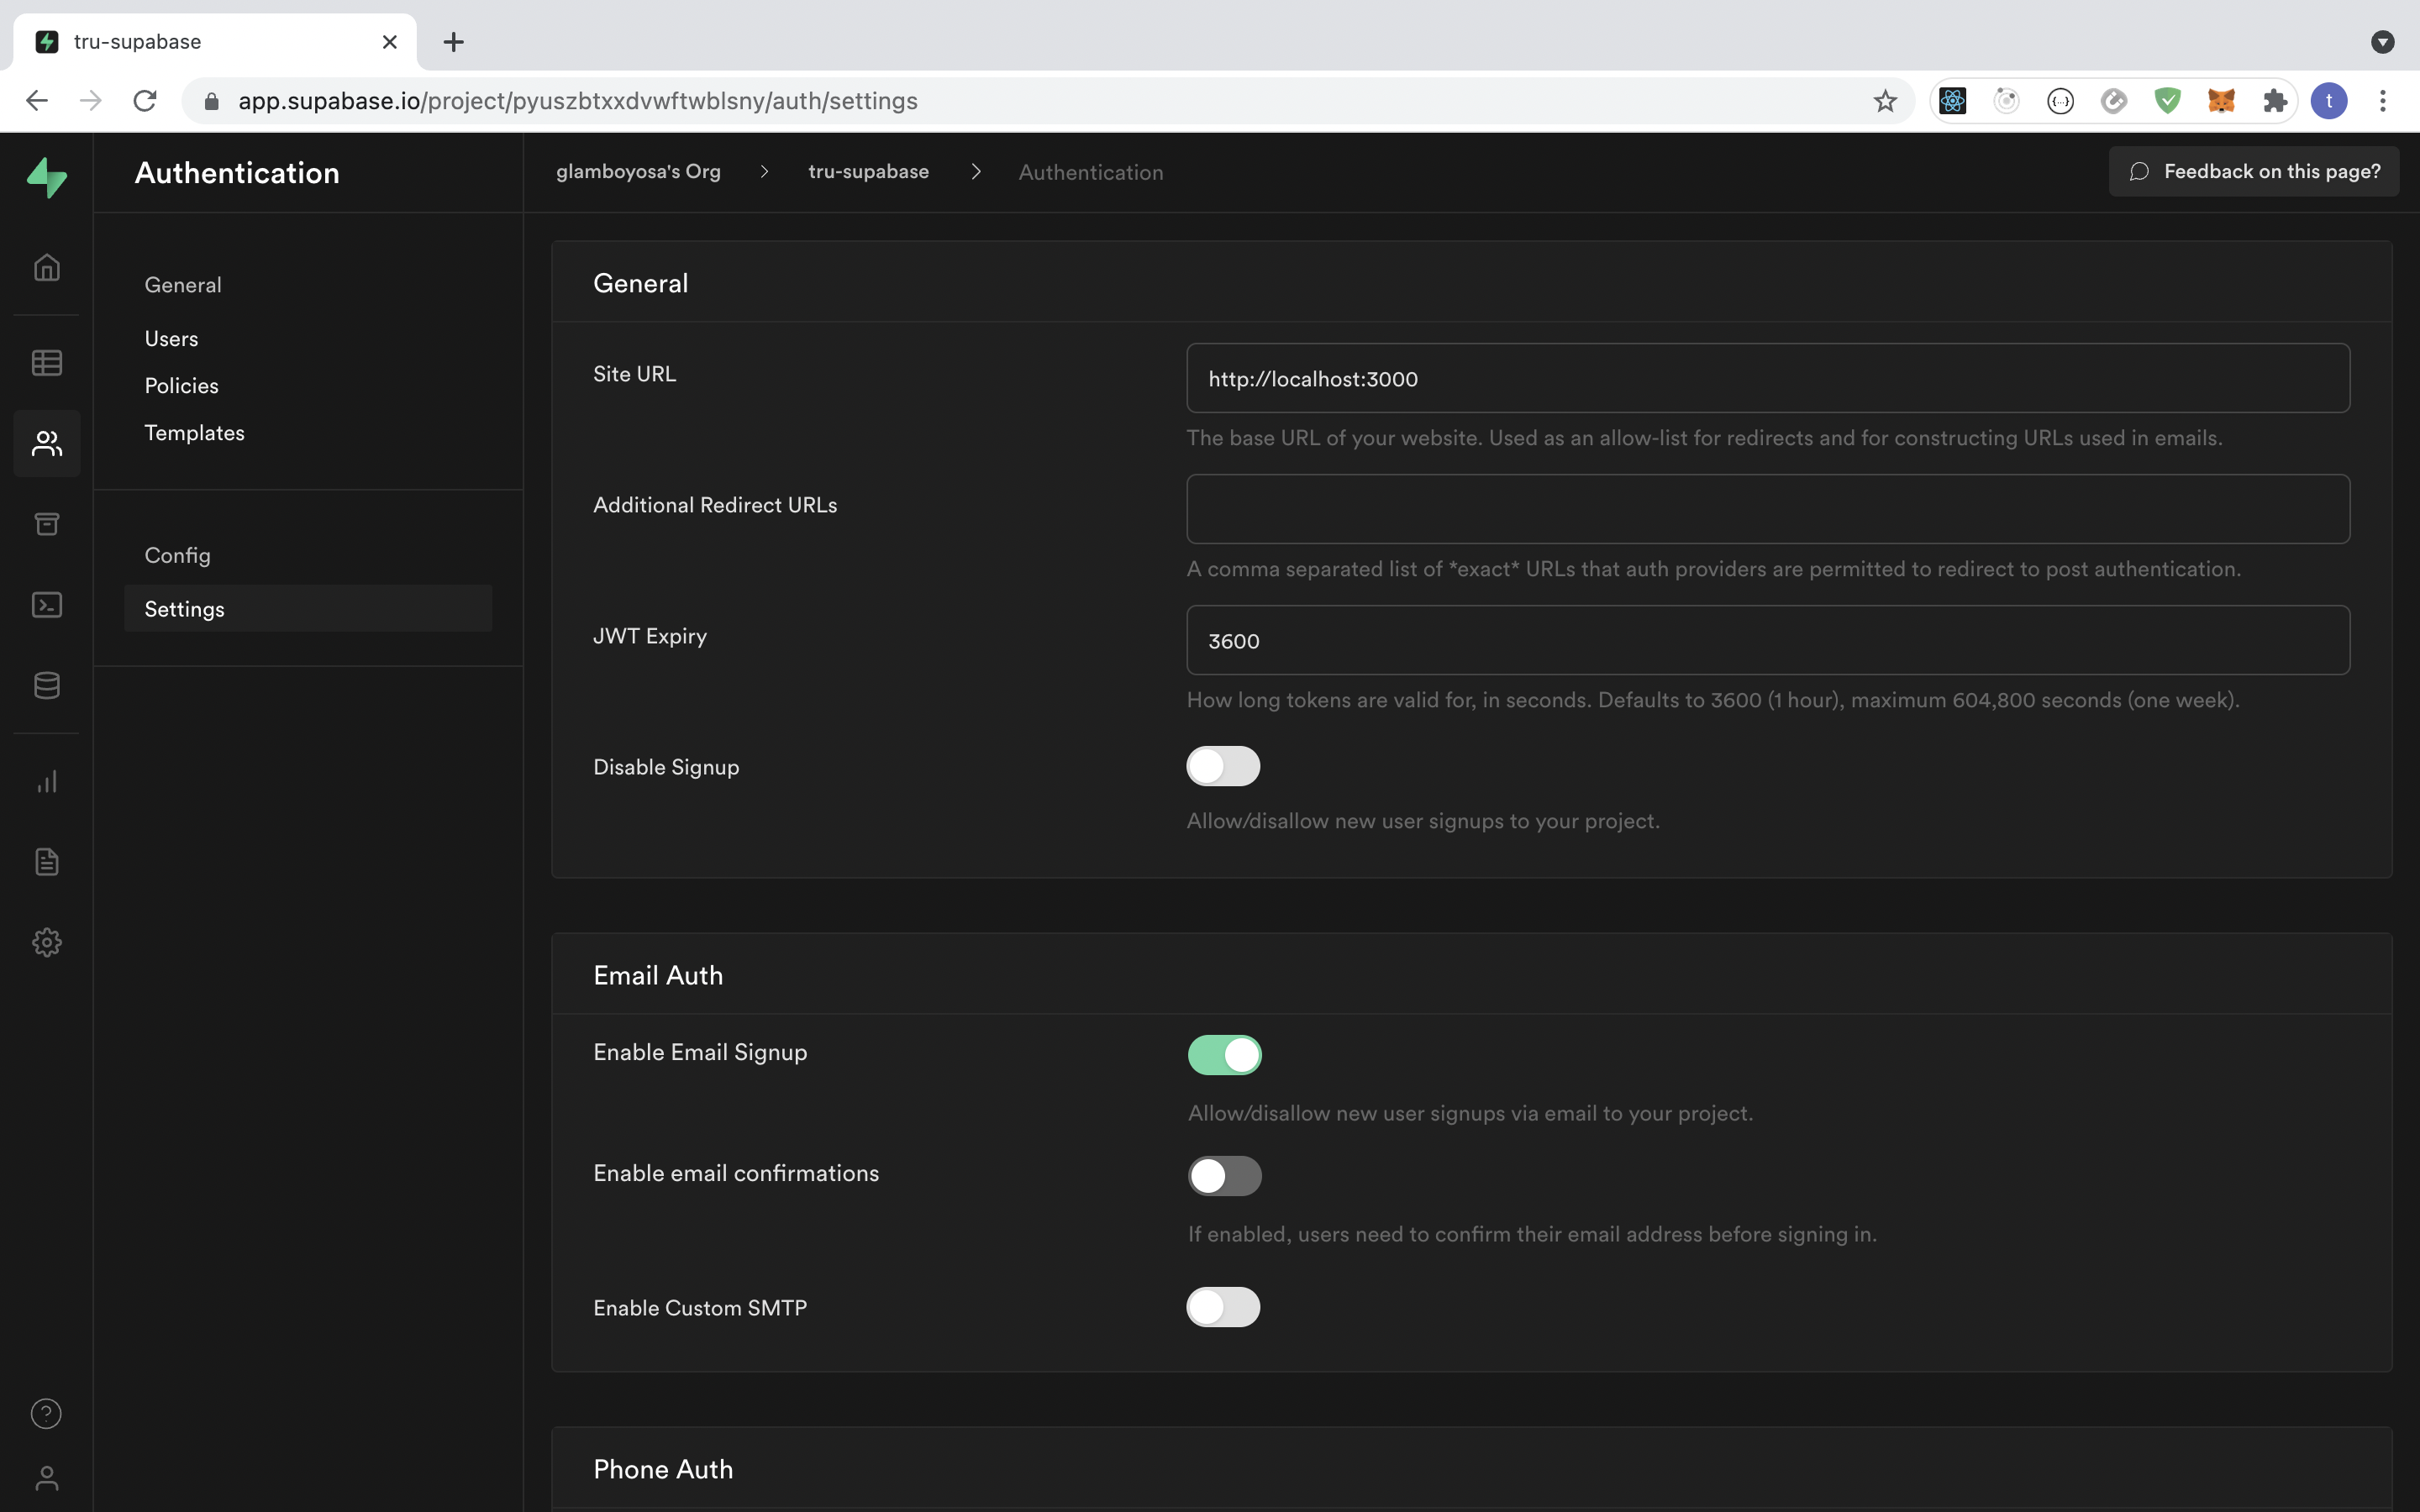 tru-supabase
app.supabase.io/project/pyuszbtxxdvwftwblsny/auth/settings
t
Authentication
glamboyosa's Org > tru-supabase > Authentication
Feedback on this page?
General
Users
Policies
Templates
Config
Settings
General
Site URL
http://localhost:3000
The base URL of your website. Used as an allow-list for redirects and for constructing URLs used in emails.
Additional Redirect URLs
A comma separated list of *exact* URLs that auth providers are permitted to redirect to post authentication.
JWT Expiry
3600
How long tokens are valid for, in seconds. Defaults to 3600 (1 hour), maximum 604,800 seconds (one week).
Disable Signup
Allow/disallow new user signups to your project.
Email Auth
Enable Email Signup
Allow/disallow new user signups via email to your project.
Enable email confirmations
If enabled, users need to confirm their email address before signing in.
Enable Custom SMTP
Phone Auth